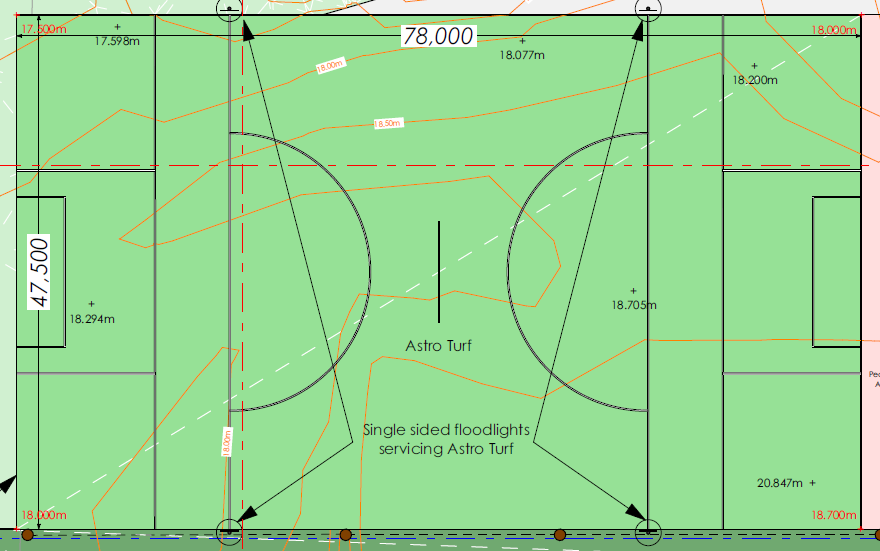 17.500m
17.598m
78,000
18.077m
18.000m
18.200m
18.00m
18.50m
47,500
18.294m
18.705m
Astro Turf
Single sided floodlights
servicing Astro Turf
18.00m
20.847m
18.000m
18.700m